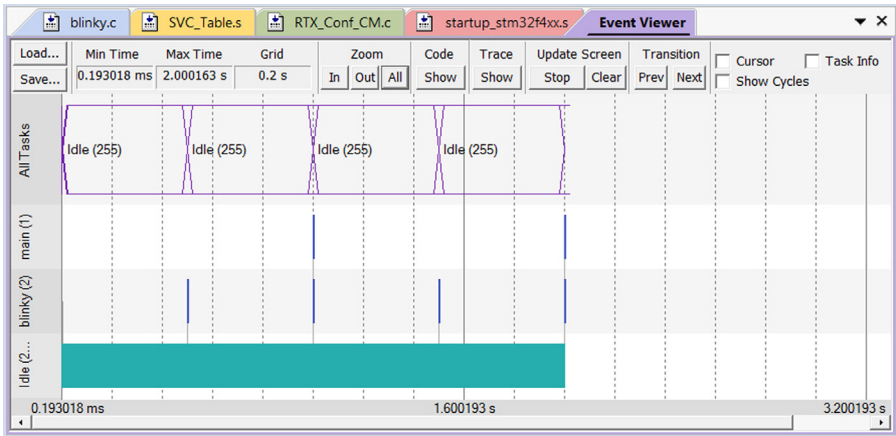 blinky.c SVC_Table.s RTX_Conf_CM.c startup_stm32f4xx.s Event Viewer
Load... Min Time Max Time Grid Zoom Code Trace Update Screen Transition Cursor Task Info
Save... 0.193018 ms 2.000163 s 0.2 s In Out All Show Show Stop Clear Prev Next Show Cycles
All Tasks
Idle (255) Idle (255) Idle (255) Idle (255)
main (1)
blinky (2)
Idle (2...
0.193018 ms 1.600193 s 3.200193 s